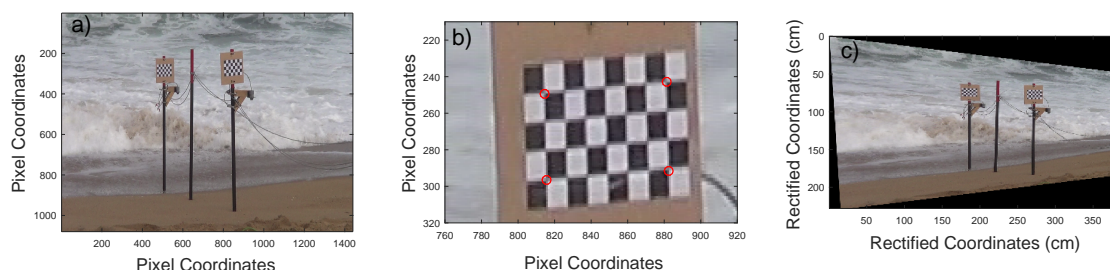 a)
Pixel Coordinates
200
400
600
800
1000
200 400 600 800 1000 1200 1400
Pixel Coordinates
b)
Pixel Coordinates
220
240
260
280
300
320
760 780 800 820 840 860 880 900 920
Pixel Coordinates
c)
Rectified Coordinates (cm)
0
50
100
150
200
50 100 150 200 250 300 350
Rectified Coordinates (cm)